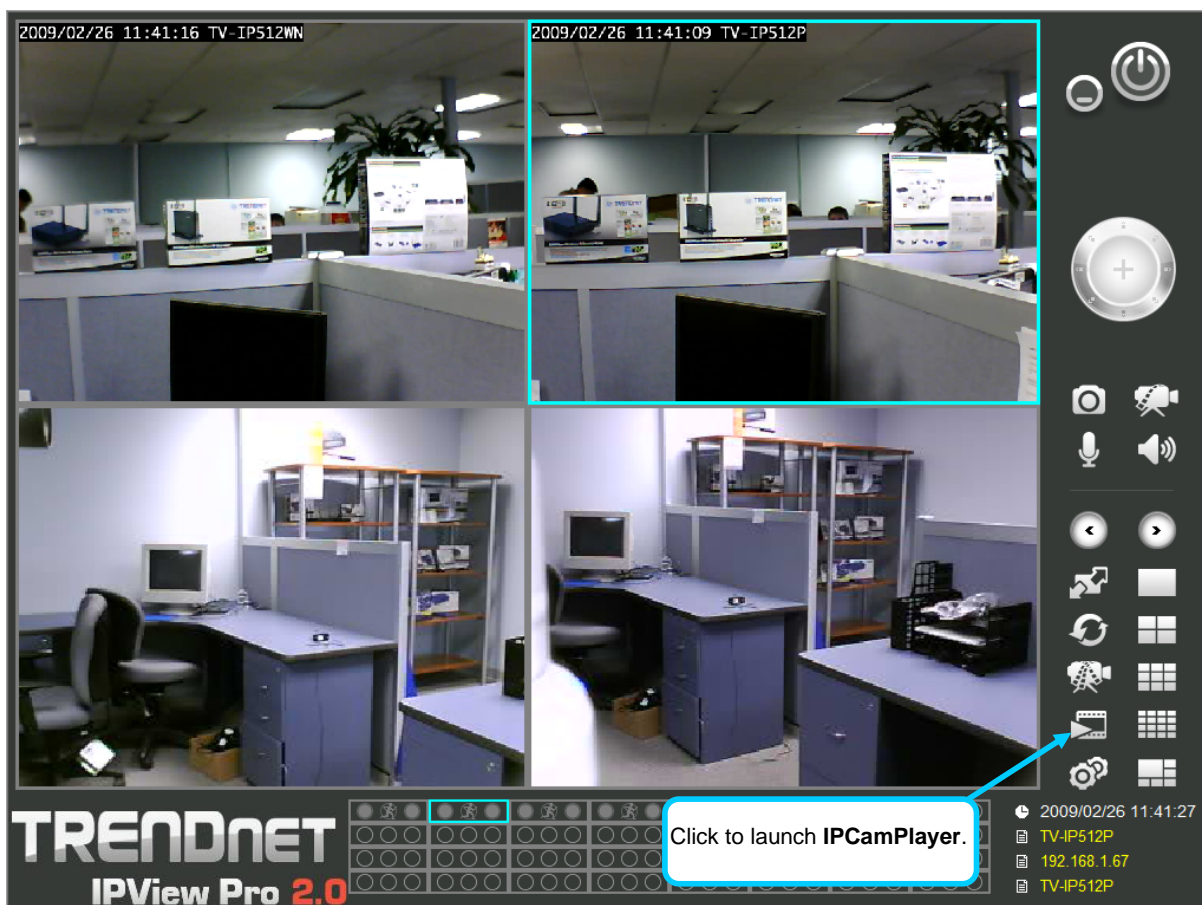 2009/02/26 11:41:16 TV-IP512WN
2009/02/26 11:41:09 TV-IP512P
TRENDNET
TRENDNET
TRENDNET
IPView Pro 2.0
Click to launch IPCamPlayer.
2009/02/26 11:41:27
TV-IP512P
192.168.1.67
TV-IP512P